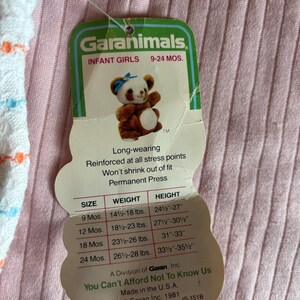 Garanimals®
INFANT GIRLS 9-24 MOS.
TM
Long-wearing
Reinforced at all stress points
Won't shrink out of fit
Permanent Press
SIZE WEIGHT HEIGHT
9 Mos. 14½-18 lbs. 24½"-27"
12 Mos. 18½-23 lbs. 27½"-30½"
18 Mos. 23½-26 lbs. 31"-33"
24 Mos. 26½-28 lbs. 33½"-35½"
A Division of Garan, Inc.
You Can't Afford Not To Know Us
Made in the U.S.A.
Garan Inc. 1981